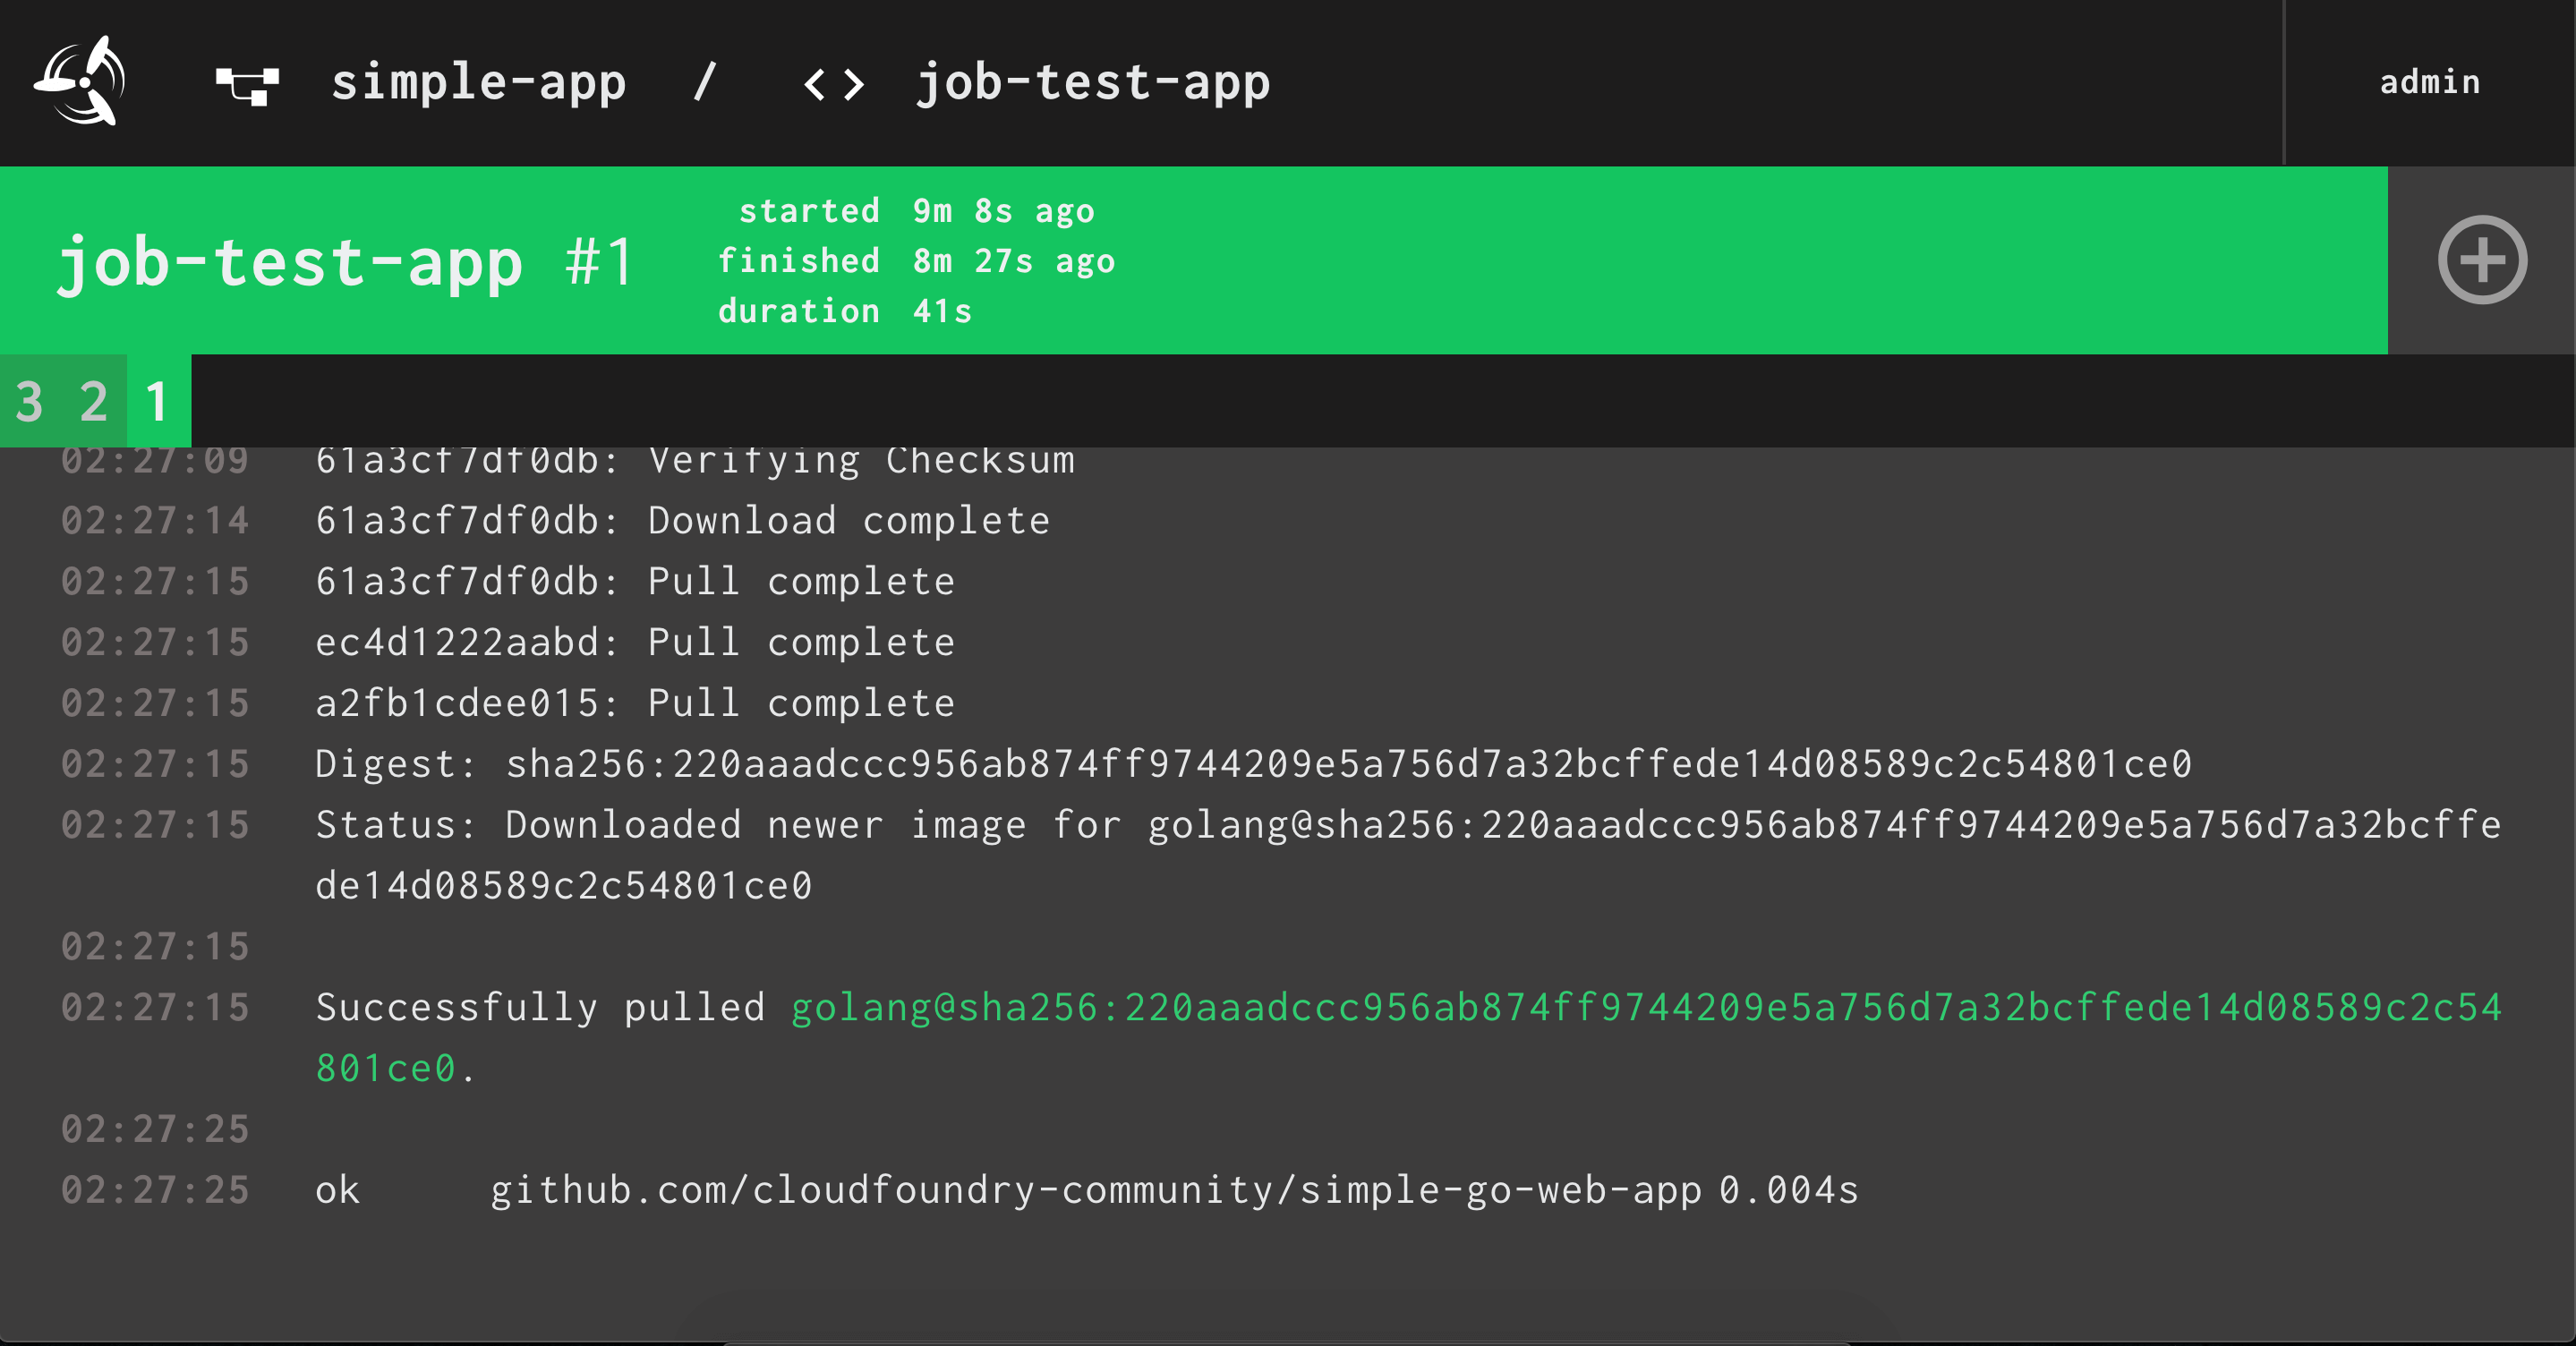 simple-app / <> job-test-app admin
job-test-app #1
started 9m 8s ago
finished 8m 27s ago
duration 41s
3 2 1
02:27:09 61a3cf7df0db: Verifying Checksum
02:27:14 61a3cf7df0db: Download complete
02:27:15 61a3cf7df0db: Pull complete
02:27:15 ec4d1222aabd: Pull complete
02:27:15 a2fb1cdee015: Pull complete
02:27:15 Digest: sha256:220aaadccc956ab874ff9744209e5a756d7a32bcffede14d08589c2c54801ce0
02:27:15 Status: Downloaded newer image for golang@sha256:220aaadccc956ab874ff9744209e5a756d7a32bcffe
de14d08589c2c54801ce0
02:27:15
02:27:15 Successfully pulled golang@sha256:220aaadccc956ab874ff9744209e5a756d7a32bcffede14d08589c2c54
801ce0.
02:27:25
02:27:25 ok github.com/cloudfoundry-community/simple-go-web-app 0.004s